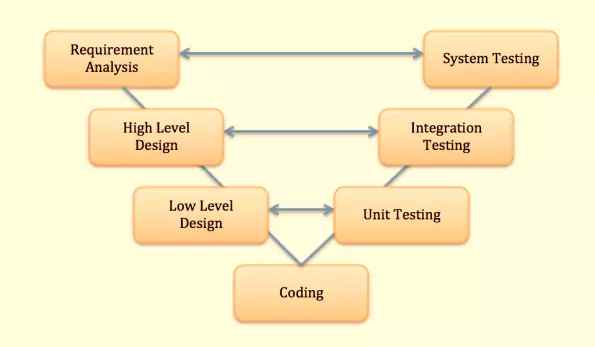 Requirement
Analysis
System Testing
High Level
Design
Integration
Testing
Low Level
Design
Unit Testing
Coding